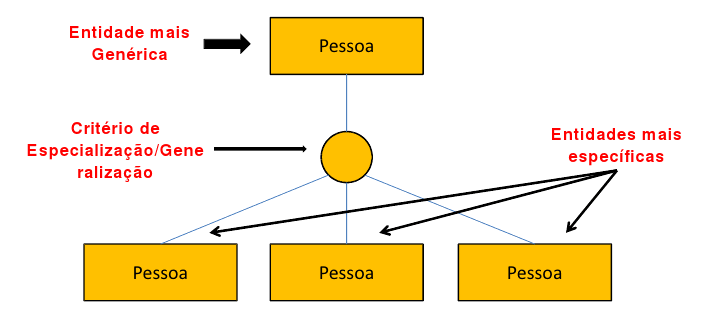 Entidade mais
Genérica
Pessoa
Critério de
Especialização/Gene
ralização
Entidades mais
específicas
Pessoa
Pessoa
Pessoa